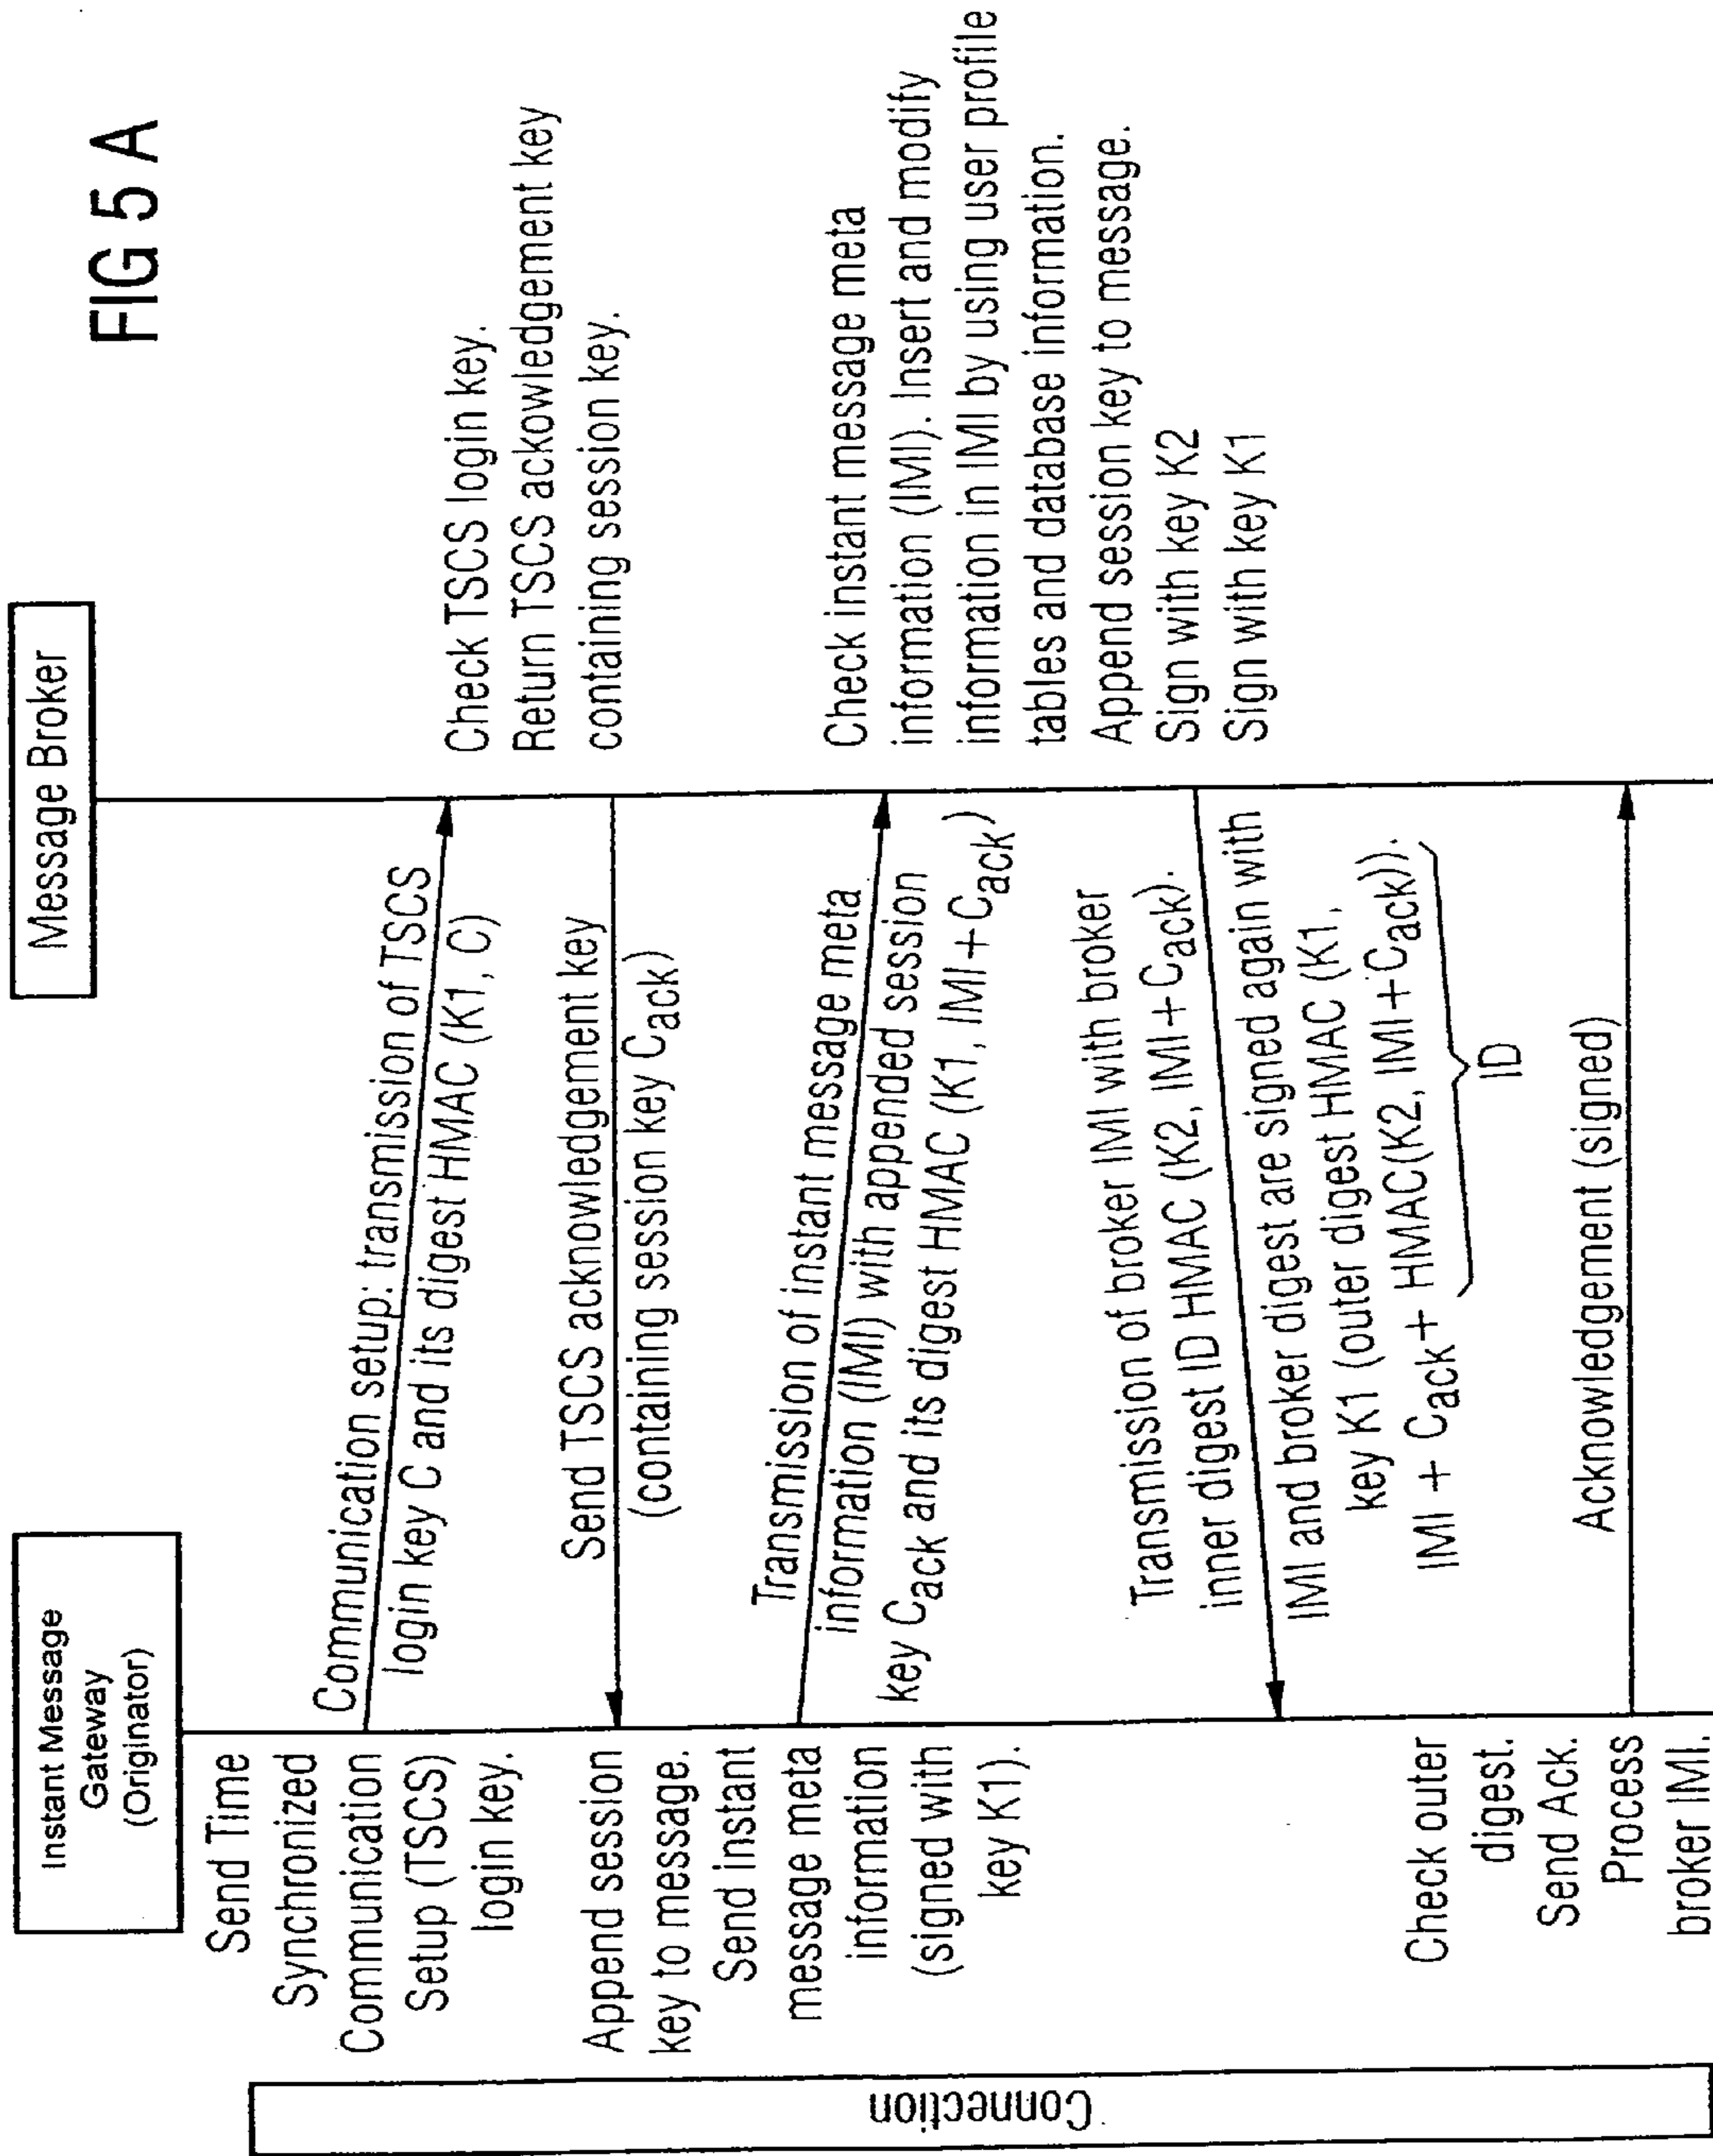 FIG 5 A
Instant Message
Gateway
(Originator)
Message Broker
Send Time
Synchronized
Communication
Setup (TSCS)
login key.
Communication setup: transmission of TSCS
login key C and its digest HMAC (K1, C)
Check TSCS login key.
Return TSCS ackowledgement key
containing session key.
Send TSCS acknowledgement key
(containing session key Cack)
Append session
key to message.
Send instant
message meta
information
(signed with
key K1).
Transmission of instant message meta
information (IMI) with appended session
key Cack and its digest HMAC (K1, IMI+Cack)
Check instant message meta
information (IMI). Insert and modify
information in IMI by using user profile
tables and database information.
Append session key to message.
Sign with key K2
Sign with key K1
Transmission of broker IMI with broker
inner digest ID HMAC (K2, IMI+Cack).
IMI and broker digest are signed again with
key K1 (outer digest HMAC (K1,
IMI + Cack+ HMAC(K2, IMI+Cack)).
ID
Check outer
digest.
Send Ack.
Process
broker IMI.
Acknowledgement (signed)
Connection